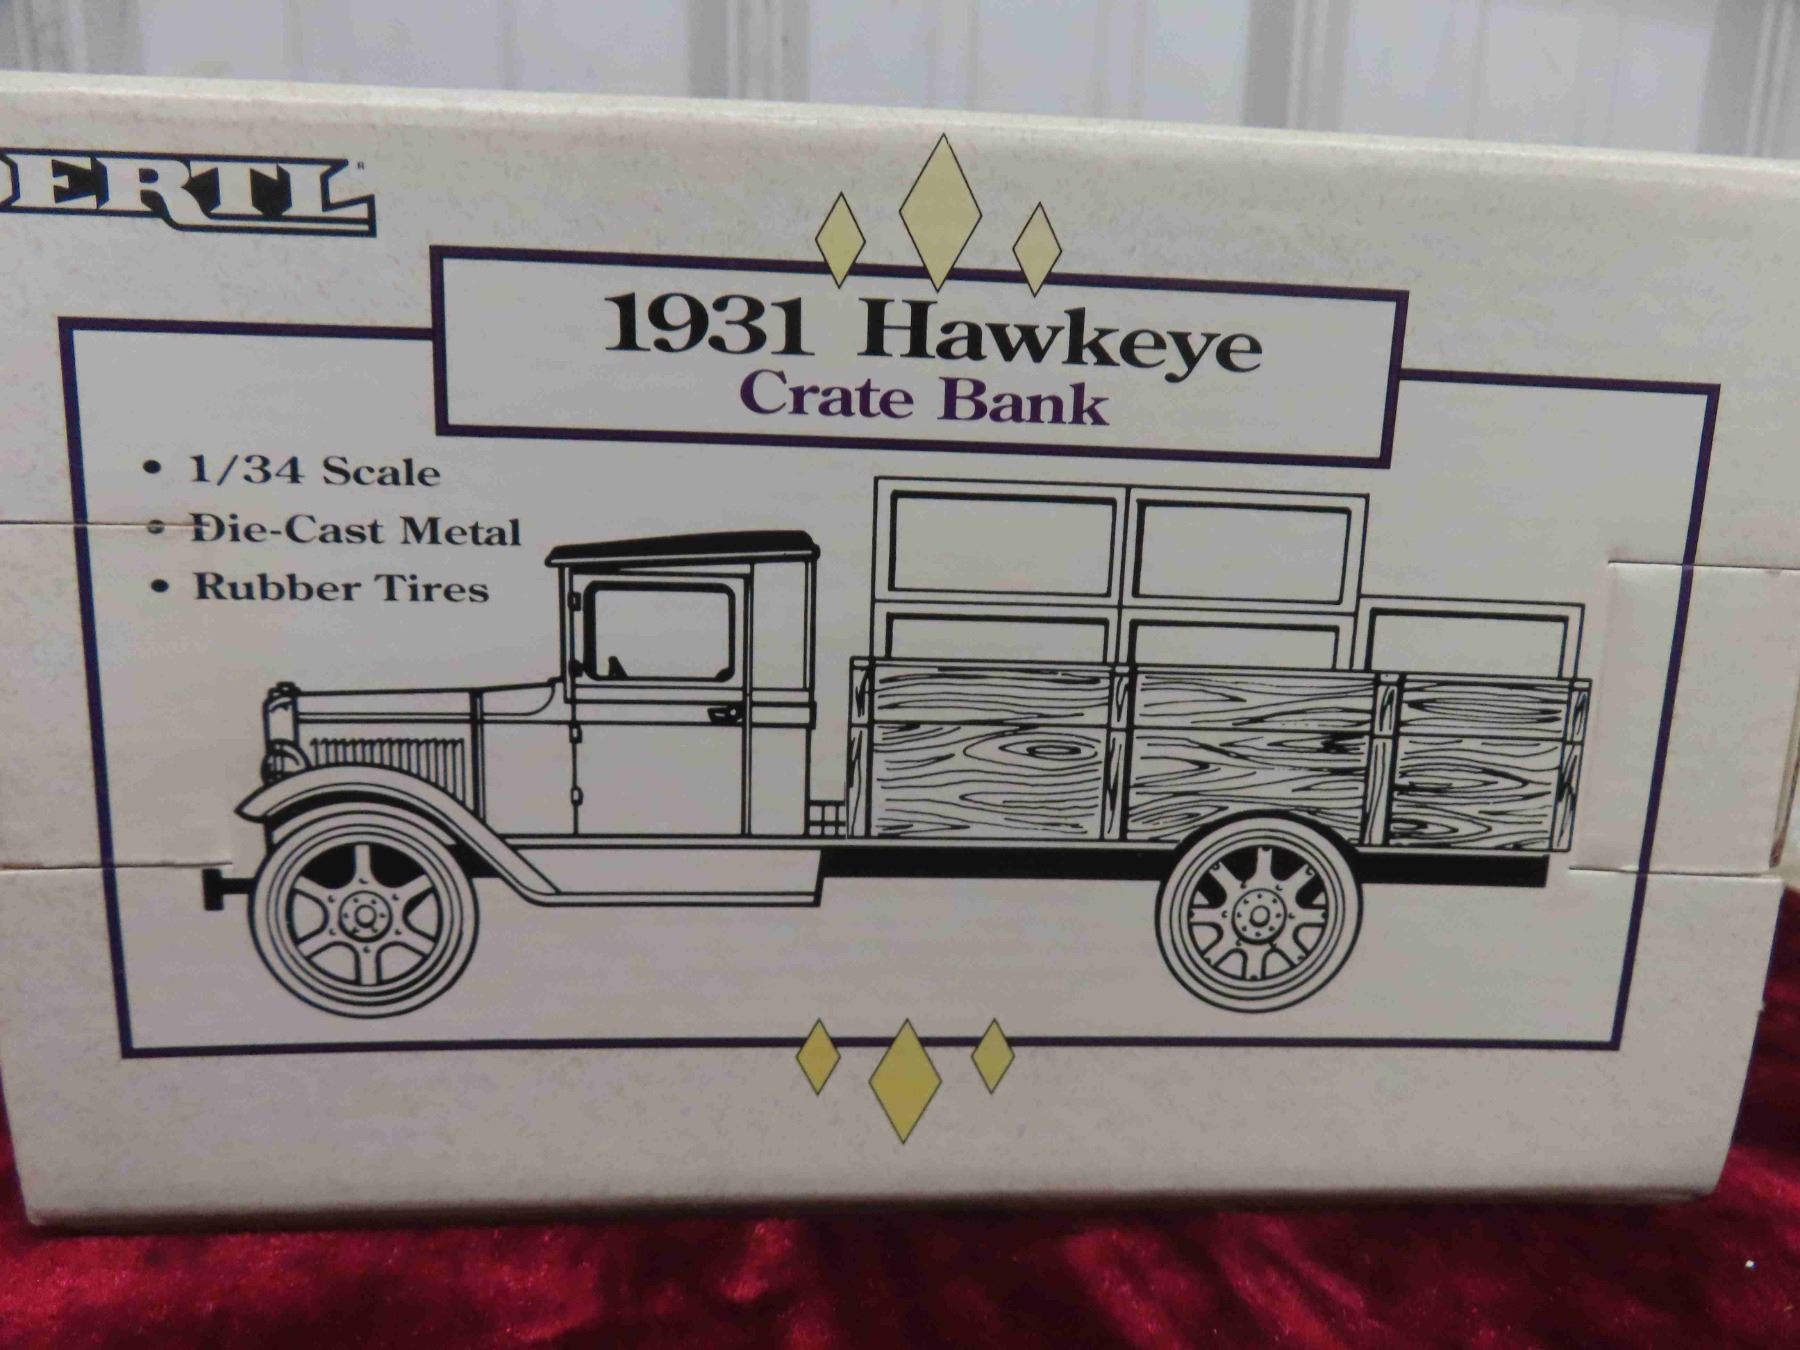 ERTL
1931 Hawkeye
Crate Bank
• 1/34 Scale
• Die-Cast Metal
• Rubber Tires